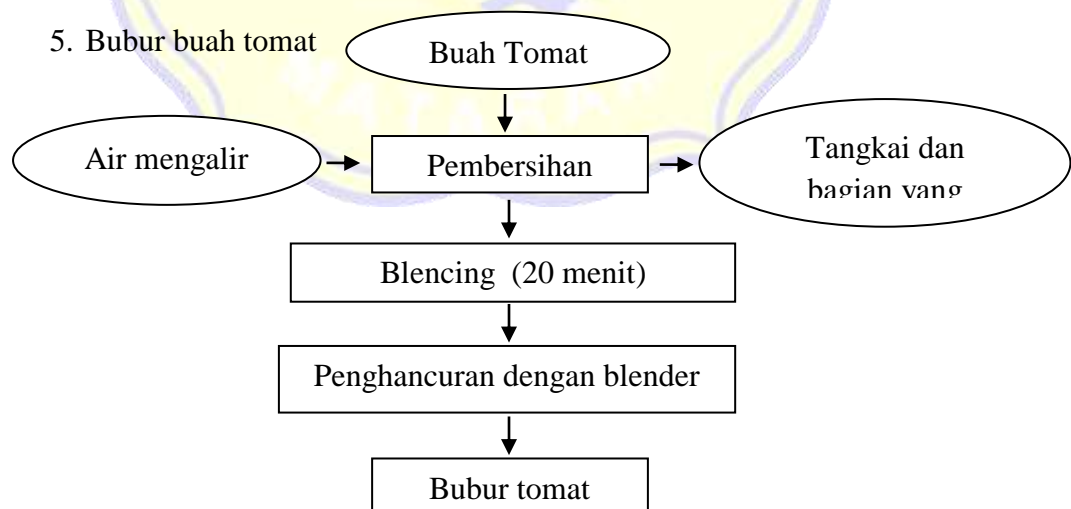 5. Bubur buah tomat
Buah Tomat
MATARAM
Air mengalir
Pembersihan
Tangkai dan
bagian yang
Blencing (20 menit)
Penghancuran dengan blender
Bubur tomat